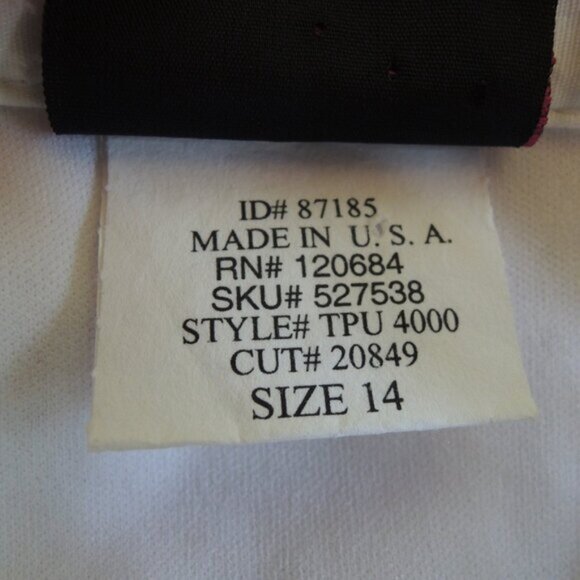 ID# 87185
MADE IN U. S. A.
RN# 120684
SKU# 527538
STYLE# TPU 4000
CUT# 20849
SIZE 14